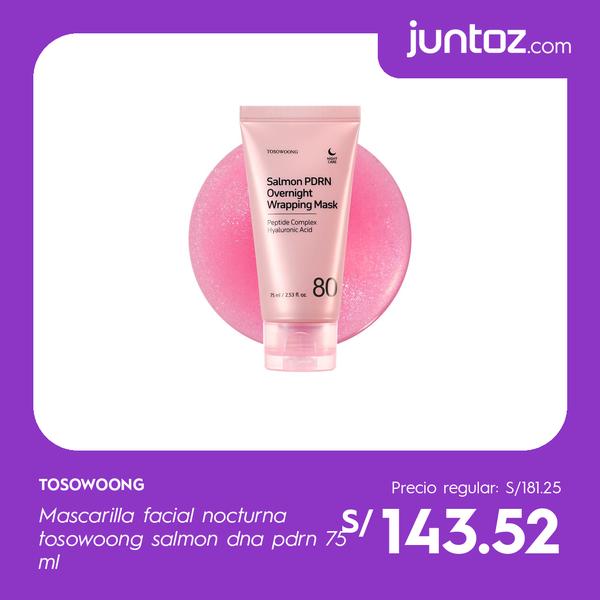 juntoz.com
TOSOWOONG
NIGHT
CARE
Salmon PDRN
Overnight
Wrapping Mask
Peptide Complex
Hyaluronic Acid
75 ml / 2.53 fl. oz. 80
TOSOWOONG
Mascarilla facial nocturna
tosowoong salmon dna pdrn 75
ml
Precio regular: S/181.25
S/ 143.52